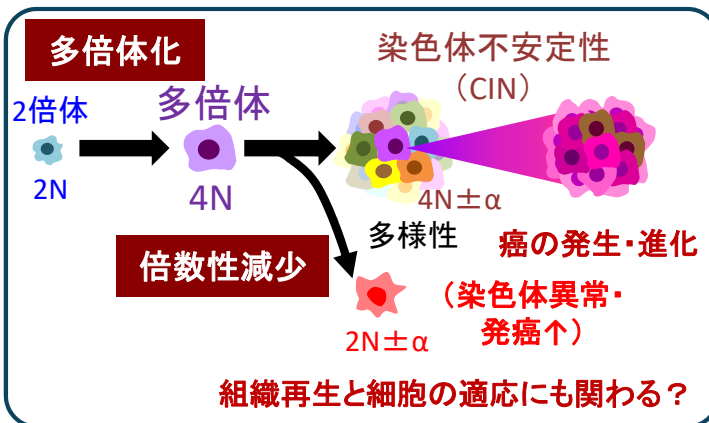 多倍体化
染色体不安定性
（CIN）
2倍体
多倍体
2N
4N
4N±α
多様性
癌の発生・進化
倍数性減少
（染色体異常・
発癌↑）
2N±α
組織再生と細胞の適応にも関わる？